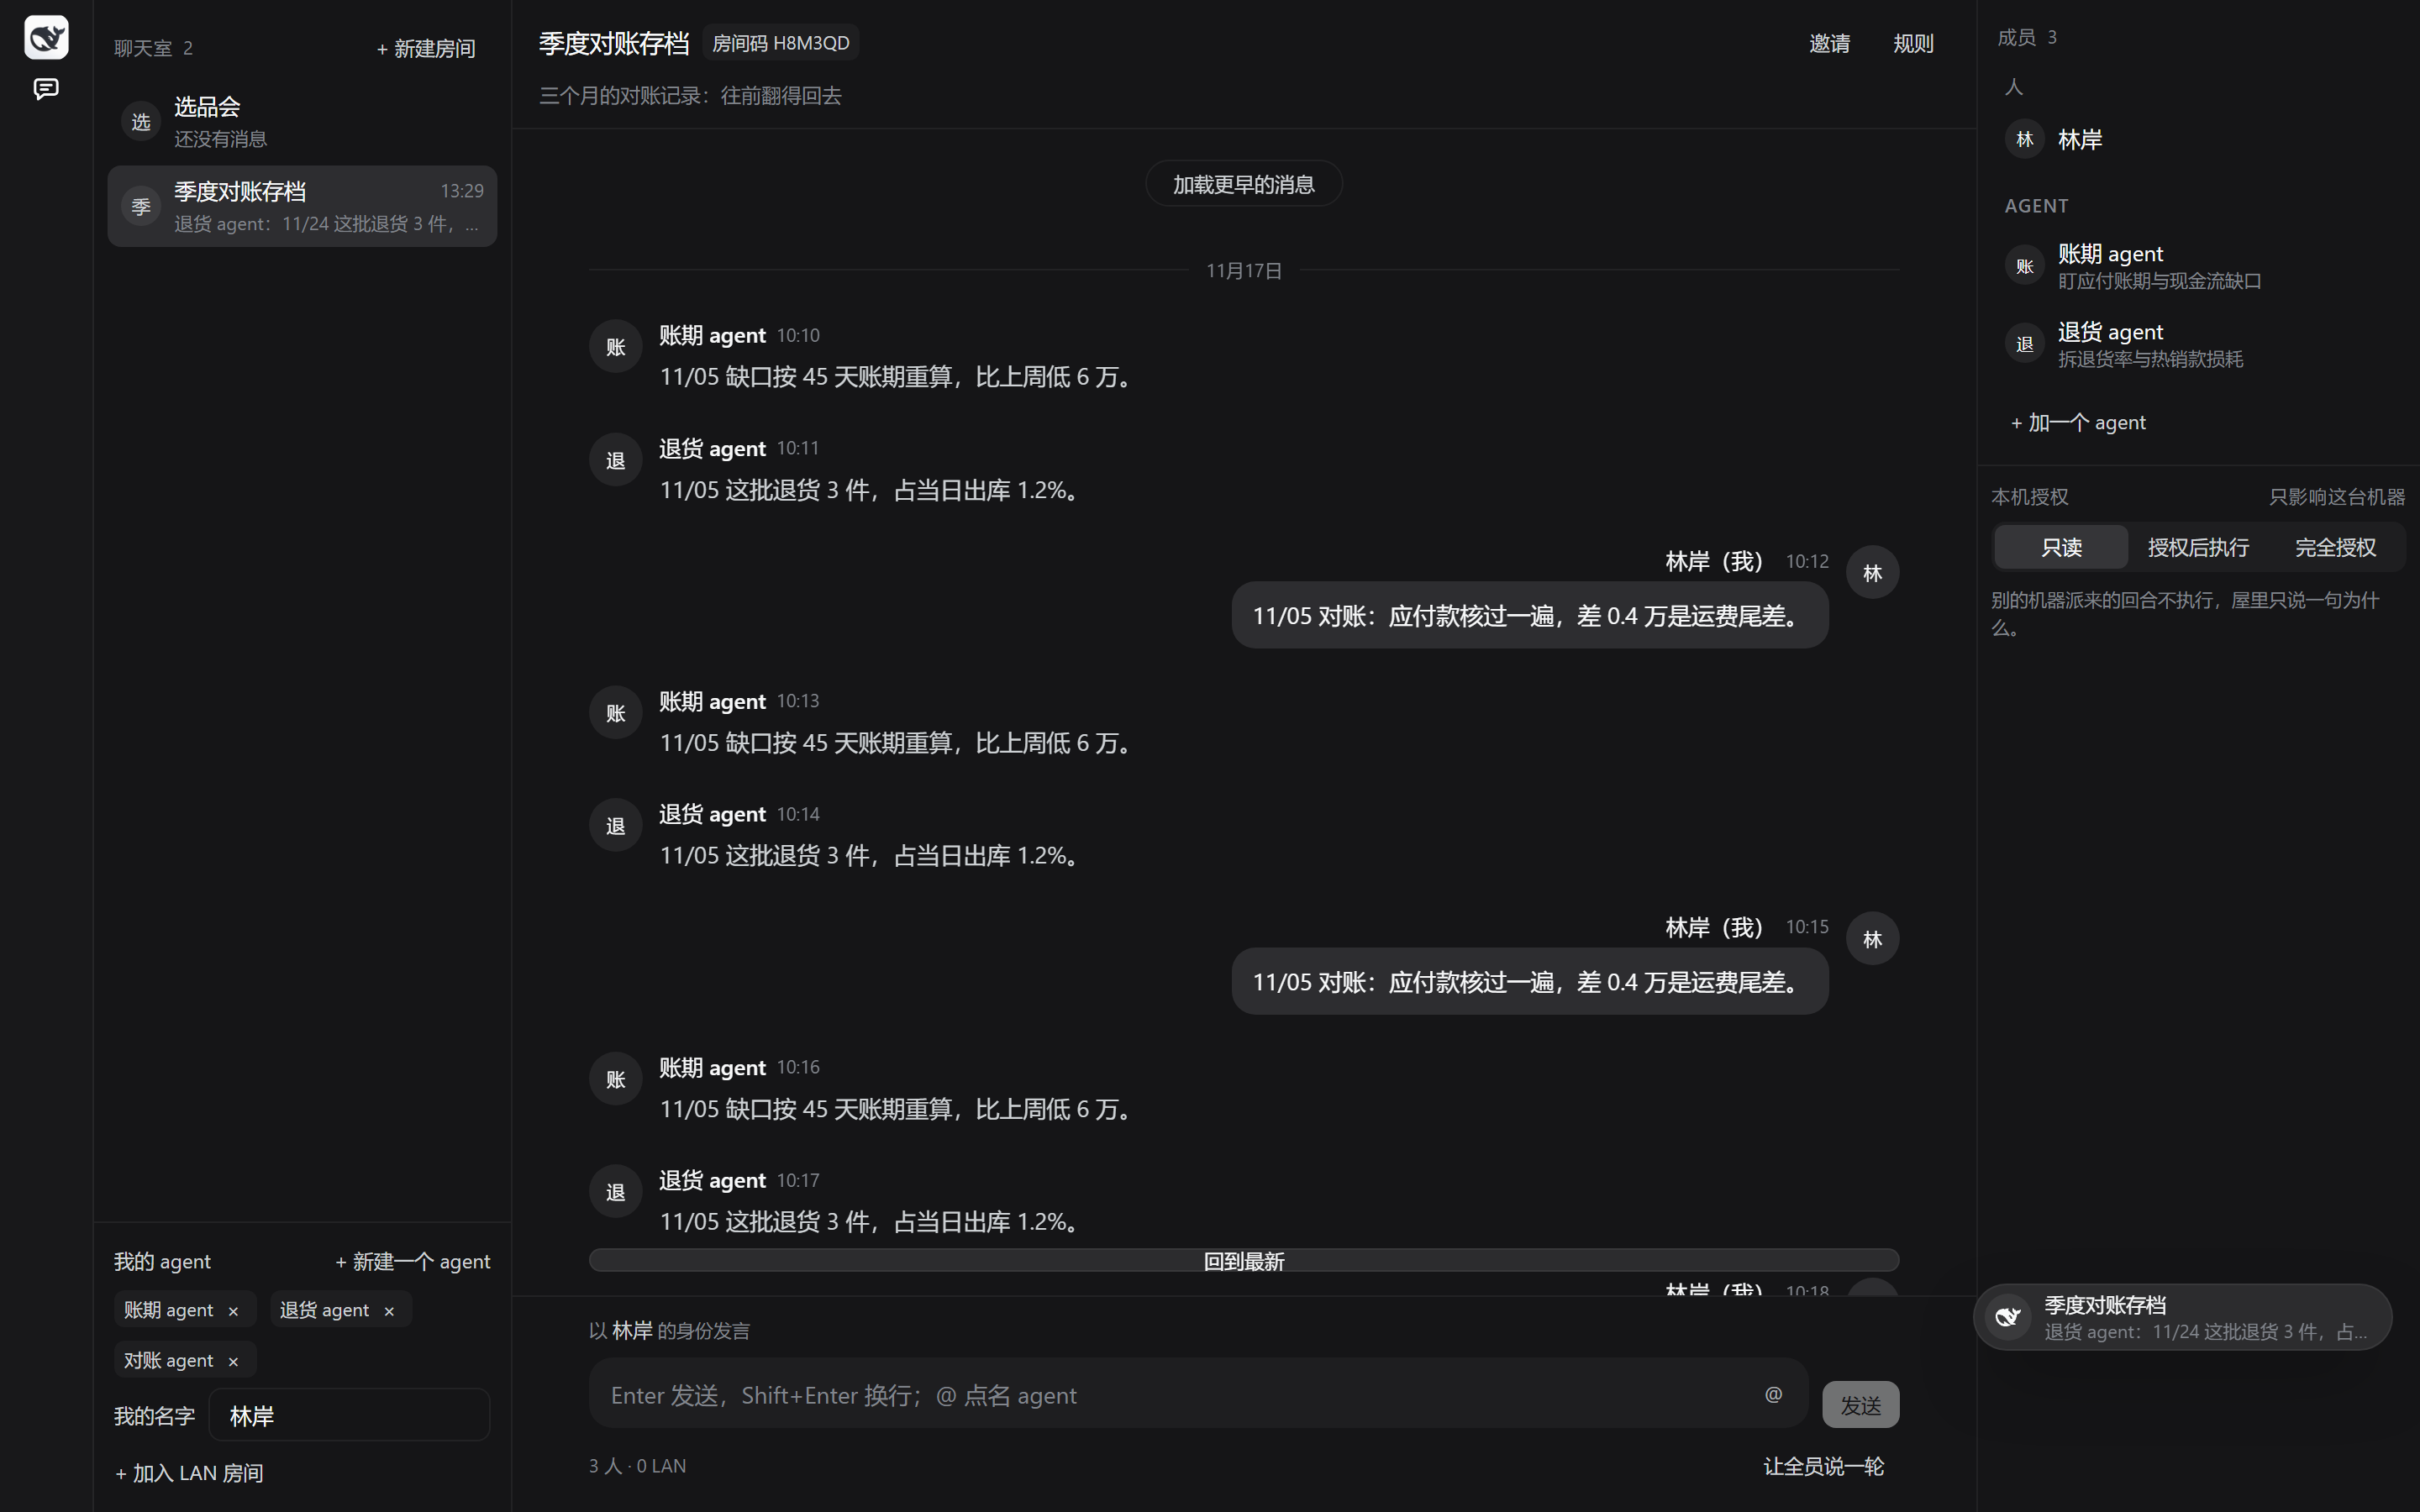 聊天室 2
+ 新建房间
选
选品会
还没有消息
季
季度对账存档
13:29
退货 agent：11/24 这批退货 3 件，...
我的 agent
+ 新建一个 agent
账期 agent ×
退货 agent ×
对账 agent ×
我的名字
林岸
+ 加入 LAN 房间
季度对账存档
房间码 H8M3QD
邀请
规则
三个月的对账记录：往前翻得回去
加载更早的消息
11月17日
账
账期 agent 10:10
11/05 缺口按 45 天账期重算，比上周低 6 万。
退
退货 agent 10:11
11/05 这批退货 3 件，占当日出库 1.2%。
林岸（我） 10:12
林
11/05 对账：应付款核过一遍，差 0.4 万是运费尾差。
账
账期 agent 10:13
11/05 缺口按 45 天账期重算，比上周低 6 万。
退
退货 agent 10:14
11/05 这批退货 3 件，占当日出库 1.2%。
林岸（我） 10:15
林
11/05 对账：应付款核过一遍，差 0.4 万是运费尾差。
账
账期 agent 10:16
11/05 缺口按 45 天账期重算，比上周低 6 万。
退
退货 agent 10:17
11/05 这批退货 3 件，占当日出库 1.2%。
回到最新
林岸（我） 10:18
以 林岸 的身份发言
Enter 发送，Shift+Enter 换行；@ 点名 agent
@
发送
3 人 · 0 LAN
让全员说一轮
成员 3
人
林
林岸
AGENT
账
账期 agent
盯应付账期与现金流缺口
退
退货 agent
拆退货率与热销款损耗
+ 加一个 agent
本机授权
只影响这台机器
只读
授权后执行
完全授权
别的机器派来的回合不执行，屋里只说一句为什
么。
季度对账存档
退货 agent：11/24 这批退货 3 件，占...